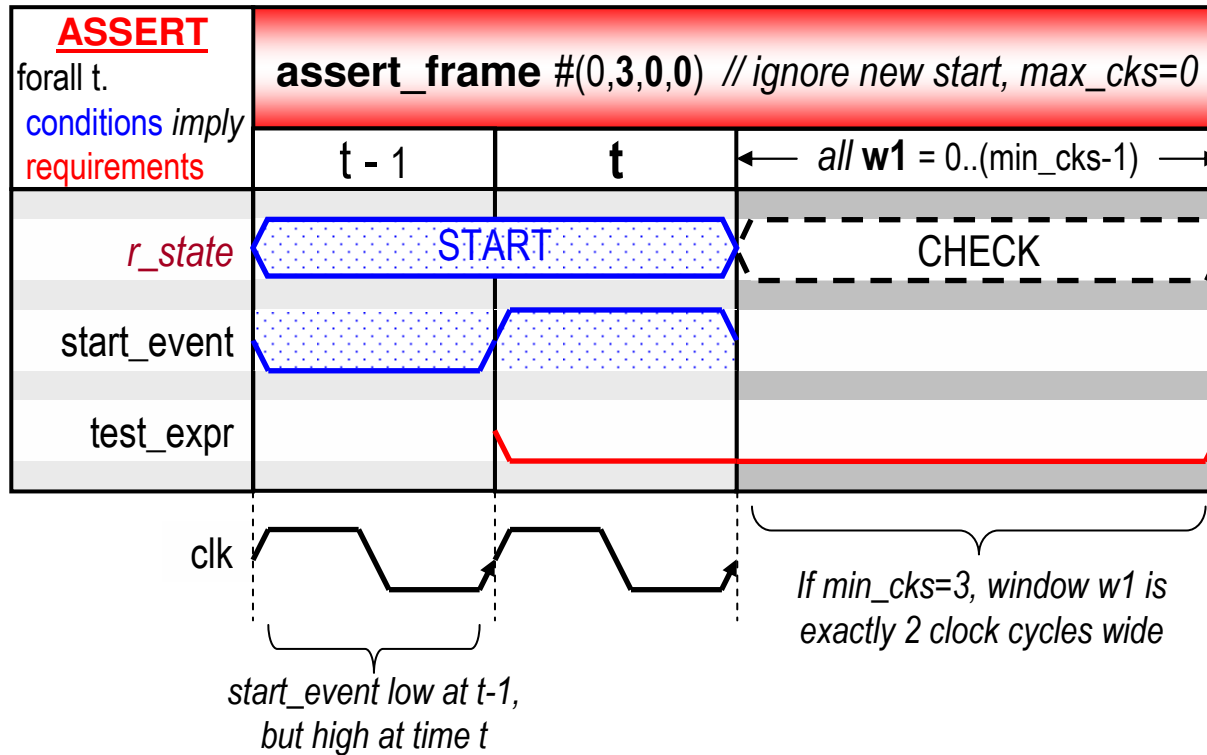 ASSERT
forall t.
conditions imply
requirements
assert_frame #(0,3,0,0) // ignore new start, max_cks=0
t - 1
t
all w1 = 0..(min_cks-1)
r_state
START
CHECK
start_event
test_expr
clk
If min_cks=3, window w1 is
exactly 2 clock cycles wide
start_event low at t-1,
but high at time t